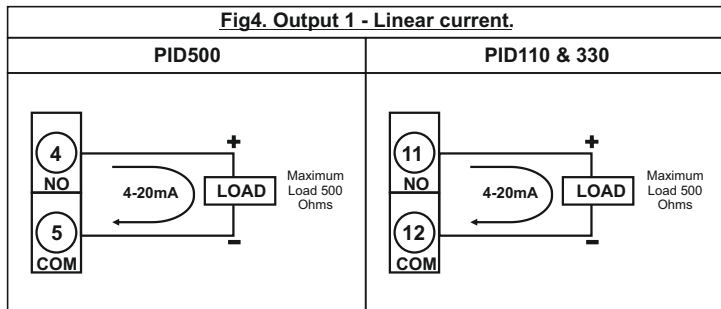 Fig4. Output 1 - Linear current.
PID500
PID110 & 330
4
NO
5
COM
4-20mA
+
LOAD
−
Maximum
Load 500
Ohms
11
NO
12
COM
4-20mA
+
LOAD
−
Maximum
Load 500
Ohms